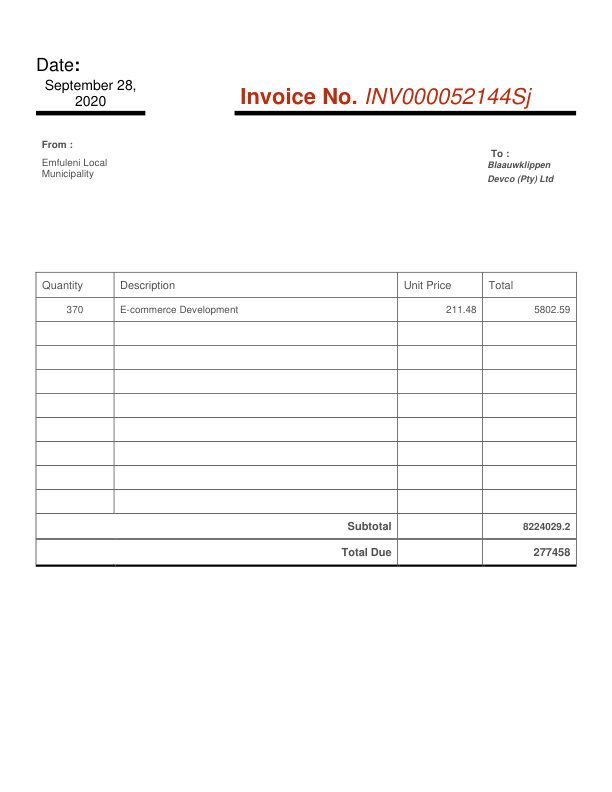 Date:
September 28,
2020
Invoice No. INV000052144Sj
From :
Emfuleni Local
Municipality
To :
Blaauwklippen
Devco (Pty) Ltd
Quantity Description Unit Price Total
370 E-commerce Development 211.48 5802.59
Subtotal 8224029.2
Total Due 277458